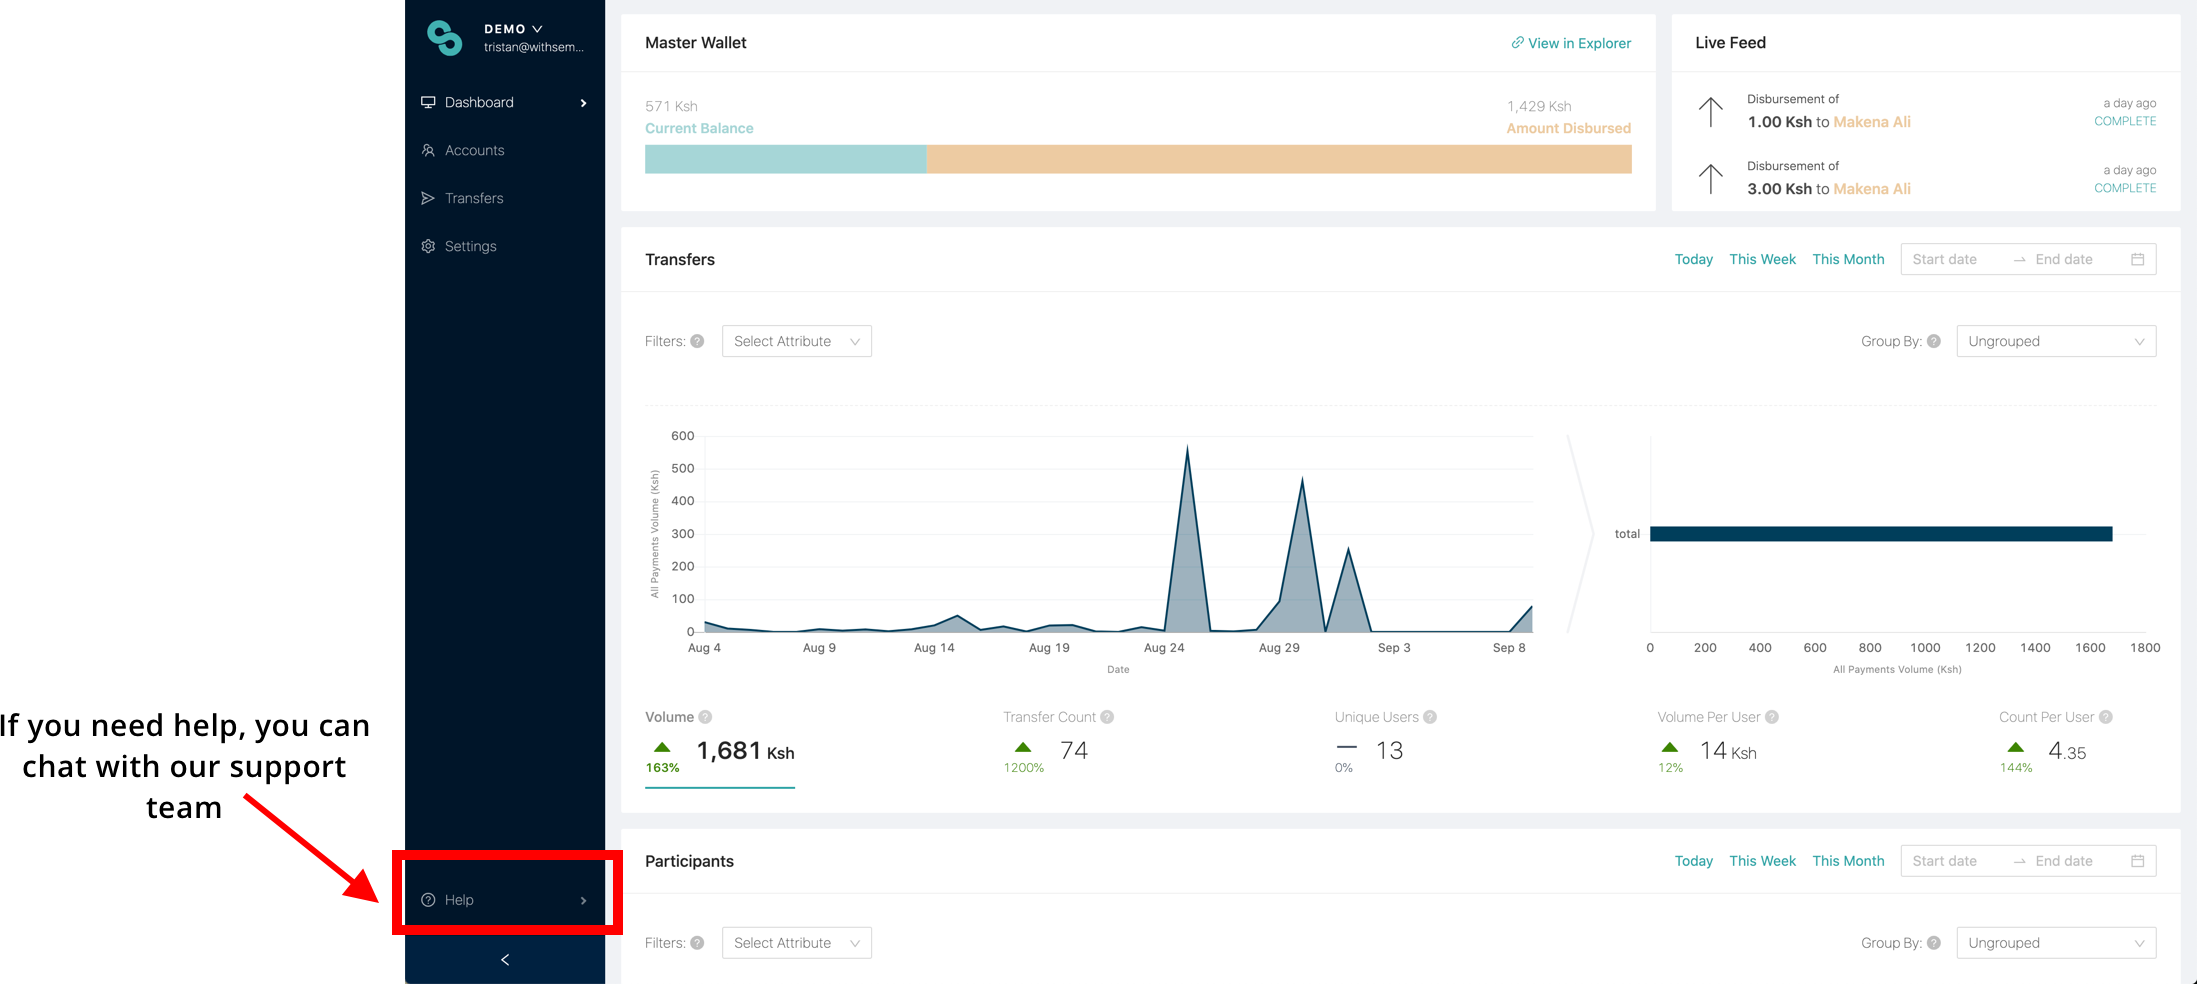 If you need help, you can
chat with our support
team
DEMO
tristan@withsem...
Dashboard
Accounts
Transfers
Settings
Help
Master Wallet
View in Explorer
571 Ksh
Current Balance
1,429 Ksh
Amount Disbursed
Live Feed
Disbursement of
1.00 Ksh to Makena Ali
a day ago
COMPLETE
Disbursement of
3.00 Ksh to Makena Ali
a day ago
COMPLETE
Transfers
Today This Week This Month Start date End date
Filters: Select Attribute
Group By: Ungrouped
All Payments Volume (Ksh)
600
500
400
300
200
100
0
Aug 4 Aug 9 Aug 14 Aug 19 Aug 24 Aug 29 Sep 3 Sep 8
Date
total
0 200 400 600 800 1000 1200 1400 1600 1800
All Payments Volume (Ksh)
Volume
163%
1,681 Ksh
Transfer Count
1200%
74
Unique Users
0%
13
Volume Per User
12%
14 Ksh
Count Per User
144%
4.35
Participants
Today This Week This Month Start date End date
Filters: Select Attribute
Group By: Ungrouped